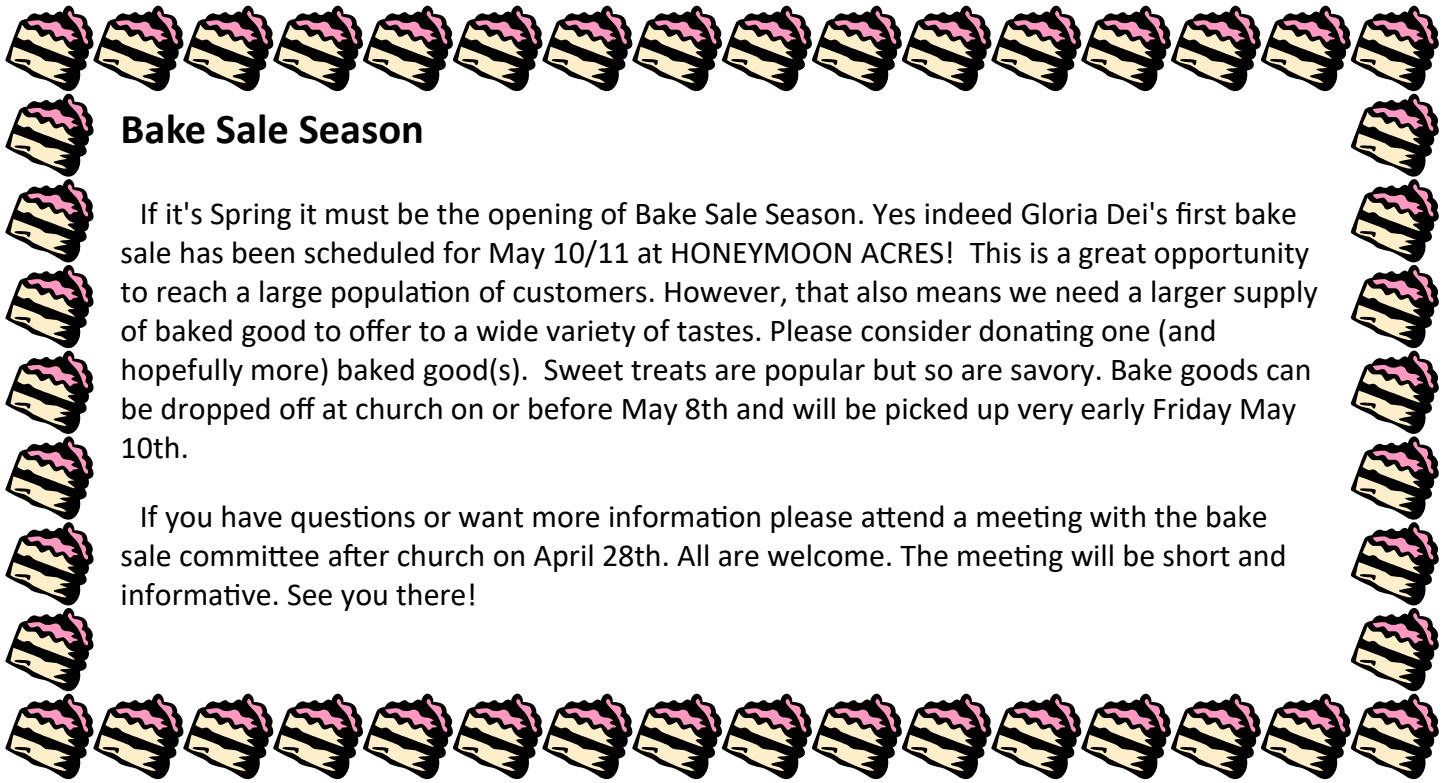 Bake Sale Season
If it's Spring it must be the opening of Bake Sale Season. Yes indeed Gloria Dei's first bake
sale has been scheduled for May 10/11 at HONEYMOON ACRES!  This is a great opportunity
to reach a large population of customers. However, that also means we need a larger supply
of baked good to offer to a wide variety of tastes. Please consider donating one (and
hopefully more) baked good(s).  Sweet treats are popular but so are savory. Bake goods can
be dropped off at church on or before May 8th and will be picked up very early Friday May
10th.
If you have questions or want more information please attend a meeting with the bake
sale committee after church on April 28th. All are welcome. The meeting will be short and
informative. See you there!